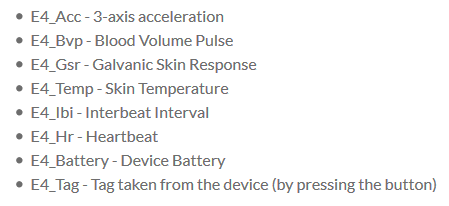 • E4_Acc - 3-axis acceleration
• E4_Bvp - Blood Volume Pulse
• E4_Gsr - Galvanic Skin Response
• E4_Temp - Skin Temperature
• E4_Ibi - Interbeat Interval
• E4_Hr - Heartbeat
• E4_Battery - Device Battery
• E4_Tag - Tag taken from the device (by pressing the button)